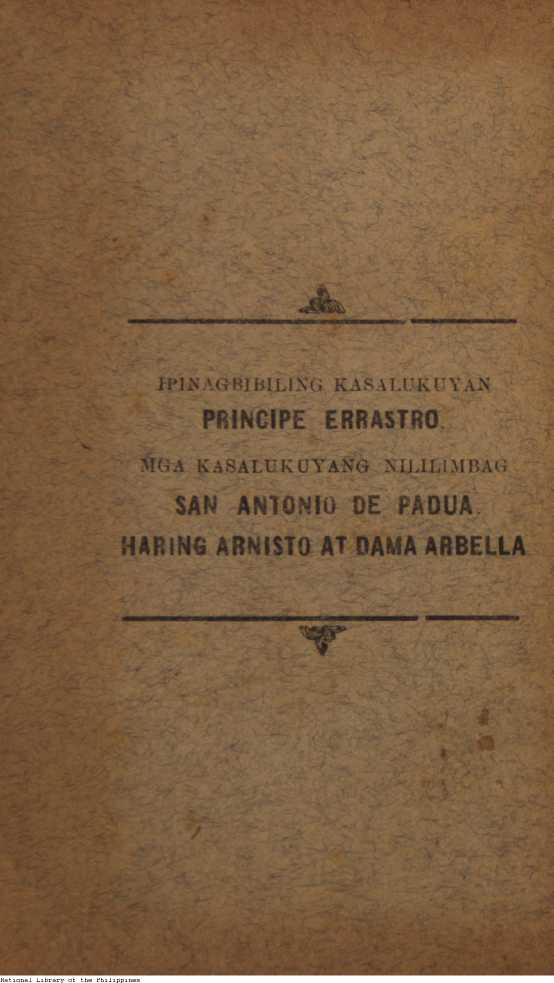 IPINAGBIBILING KASALUKUYAN
PRINCIPE ERRASTRO.
MGA KASALUKUYANG NILILIMBAG
SAN ANTONIO DE PADUA.
HARING ARNISTO AT DAMA ARBELLA
National Library of the Philippines